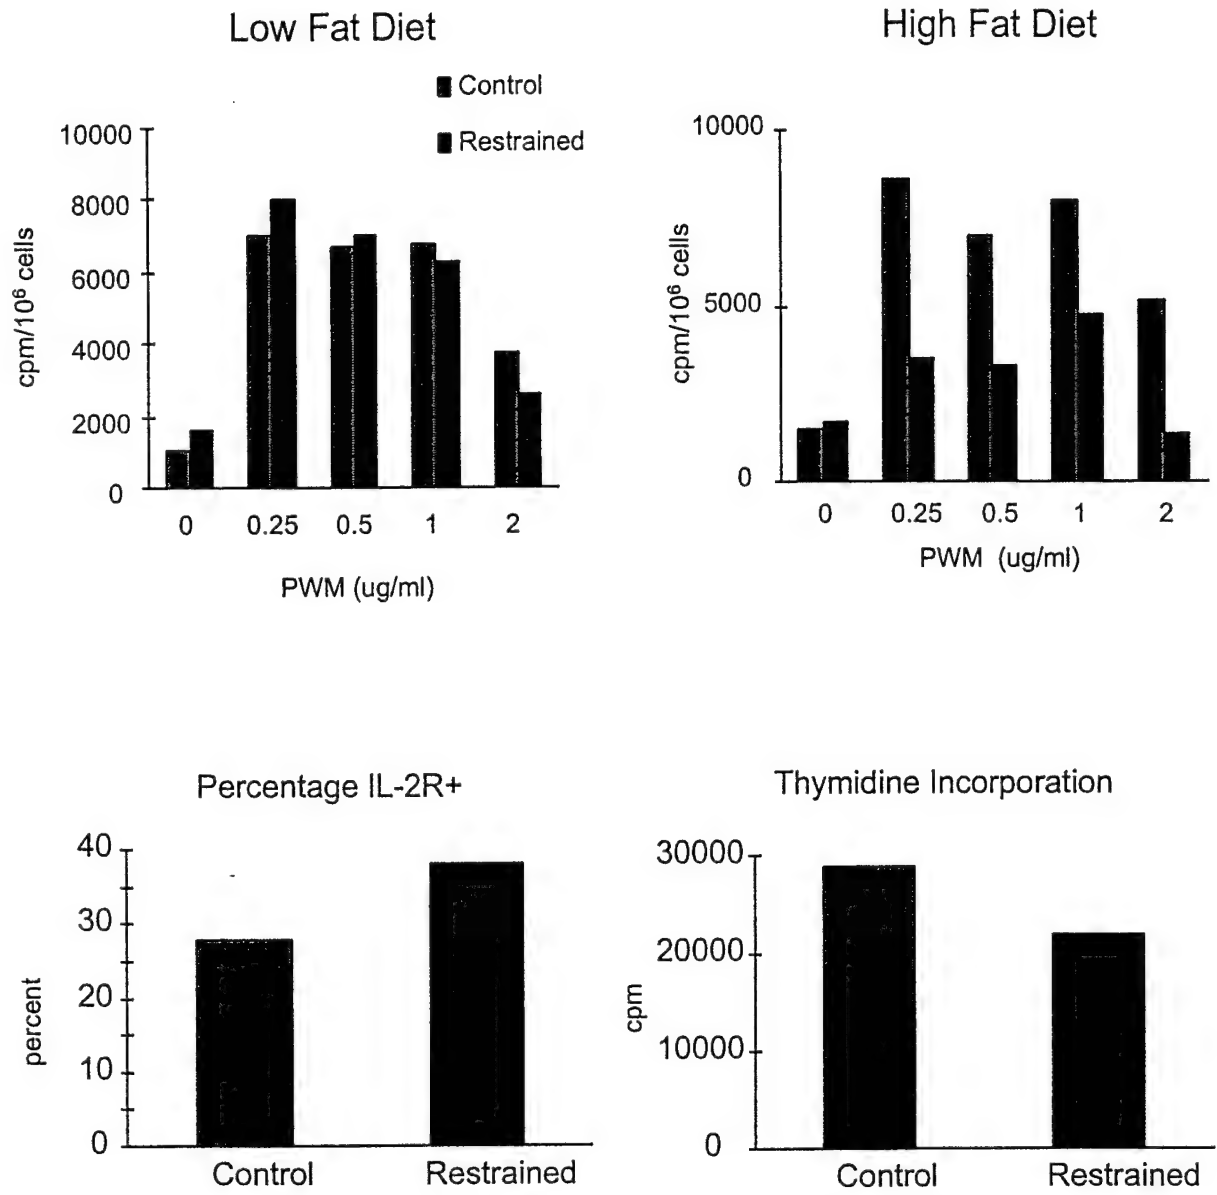 Low Fat Diet
Control
Restrained
10000
8000
6000
4000
2000
0
cpm/10⁶ cells
0 0.25 0.5 1 2
PWM (ug/ml)
High Fat Diet
10000
5000
0
cpm/10⁶ cells
0 0.25 0.5 1 2
PWM (ug/ml)
Percentage IL-2R+
40
30
20
10
0
percent
Control Restrained
Thymidine Incorporation
30000
20000
10000
0
cpm
Control Restrained